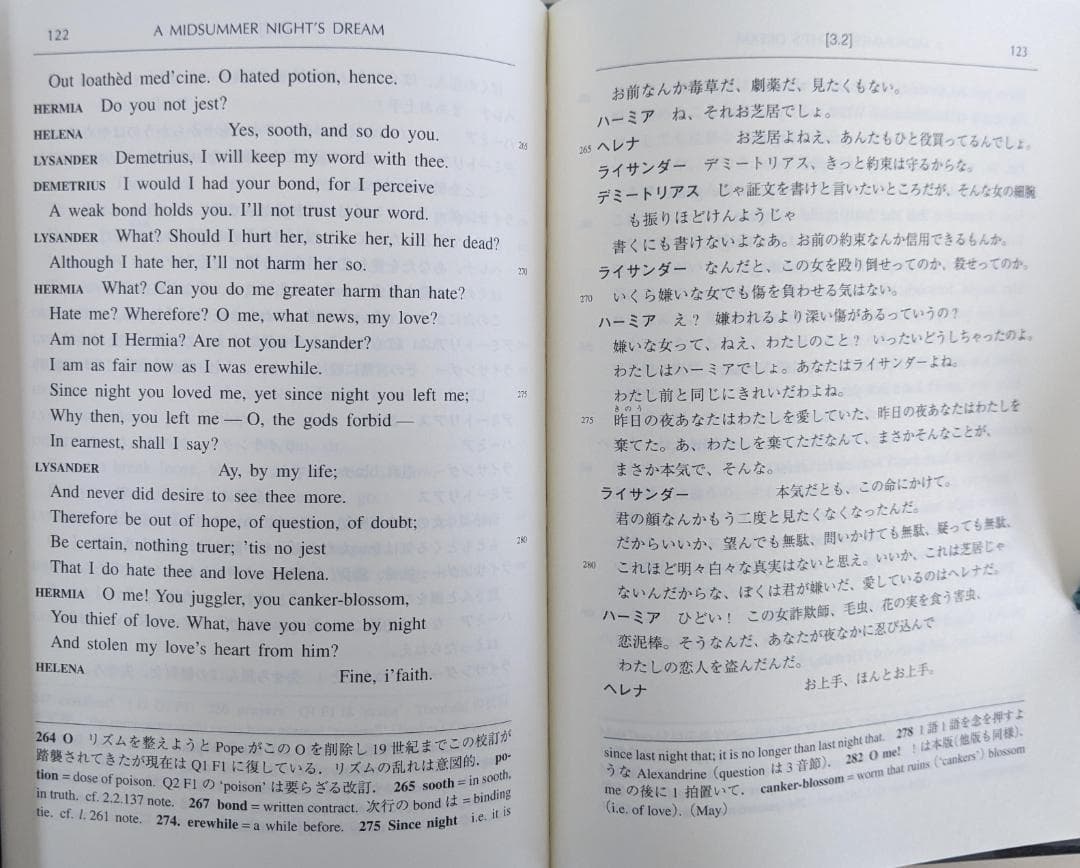 122 A MIDSUMMER NIGHT'S DREAM
Out loathèd med'cine. O hated potion, hence.
HERMIA Do you not jest?
HELENA Yes, sooth, and so do you. 265
LYSANDER Demetrius, I will keep my word with thee.
DEMETRIUS I would I had your bond, for I perceive
A weak bond holds you. I'll not trust your word.
LYSANDER What? Should I hurt her, strike her, kill her dead?
Although I hate her, I'll not harm her so. 270
HERMIA What? Can you do me greater harm than hate?
Hate me? Wherefore? O me, what news, my love?
Am not I Hermia? Are not you Lysander?
I am as fair now as I was erewhile.
Since night you loved me, yet since night you left me; 275
Why then, you left me — O, the gods forbid —
In earnest, shall I say?
LYSANDER Ay, by my life;
And never did desire to see thee more.
Therefore be out of hope, of question, of doubt;
Be certain, nothing truer; 'tis no jest 280
That I do hate thee and love Helena.
HERMIA O me! You juggler, you canker-blossom,
You thief of love. What, have you come by night
And stolen my love's heart from him?
HELENA Fine, i'faith.
264 O リズムを整えようと Pope がこの O を削除し 19 世紀までこの校訂が
踏襲されてきたが現在は Q1 F1 に復している. リズムの乱れは意図的. po-
tion = dose of poison. Q2 F1 の 'poison' は要らざる改訂. 265 sooth = in sooth,
in truth. cf. 2.2.137 note. 267 bond = written contract. 次行の bond は = binding
tie. cf. l. 261 note. 274. erewhile = a while before. 275 Since night i.e. it is
[3.2] 123
お前なんか毒草だ、劇薬だ、見たくもない。
ハーミア ね、それお芝居でしょ。
265 ヘレナ お芝居よねえ、あんたもひと役買ってるんでしょ。
ライサンダー デミートリアス、きっと約束は守るからな。
デミートリアス じゃ証文を書けと言いたいところだが、そんな女の細腕
も振りほどけんようじゃ
書くにも書けないよなあ。お前の約束なんか信用できるもんか。
ライサンダー なんだと、この女を殴り倒せってのか、殺せってのか。
270 いくら嫌いな女でも傷を負わせる気はない。
ハーミア え? 嫌われるより深い傷があるっていうの?
嫌いな女って、ねえ、わたしのこと? いったいどうしちゃったのよ。
わたしはハーミアでしょ。あなたはライサンダーよね。
わたし前と同じにきれいだわよね。
きのう
275 昨日の夜あなたはわたしを愛していた、昨日の夜あなたはわたしを
棄てた。あ、わたしを棄てただなんて、まさかそんなことが、
まさか本気で、そんな。
ライサンダー 本気だとも、この命にかけて。
君の顔なんかもう二度と見たくなくなったんだ。
だからいいか、望んでも無駄、問いかけても無駄、疑っても無駄、
280 これほど明々白々な真実はないと思え。いいか、これは芝居じゃ
ないんだからな、ぼくは君が嫌いだ、愛しているのはヘレナだ。
ハーミア ひどい! この女詐欺師、毛虫、花の実を食う害虫、
恋泥棒。そうなんだ、あなたが夜なかに忍び込んで
わたしの恋人を盗んだんだ。
ヘレナ お上手、ほんとお上手。
since last night that; it is no longer than last night that. 278 1 語 1 語を念を押すよ
うな Alexandrine (question は 3 音節). 282 O me! ! は本版(他版も同様).
me の後に 1 拍置いて. canker-blossom = worm that ruins ('cankers') blossom
(i.e. of love). (May)